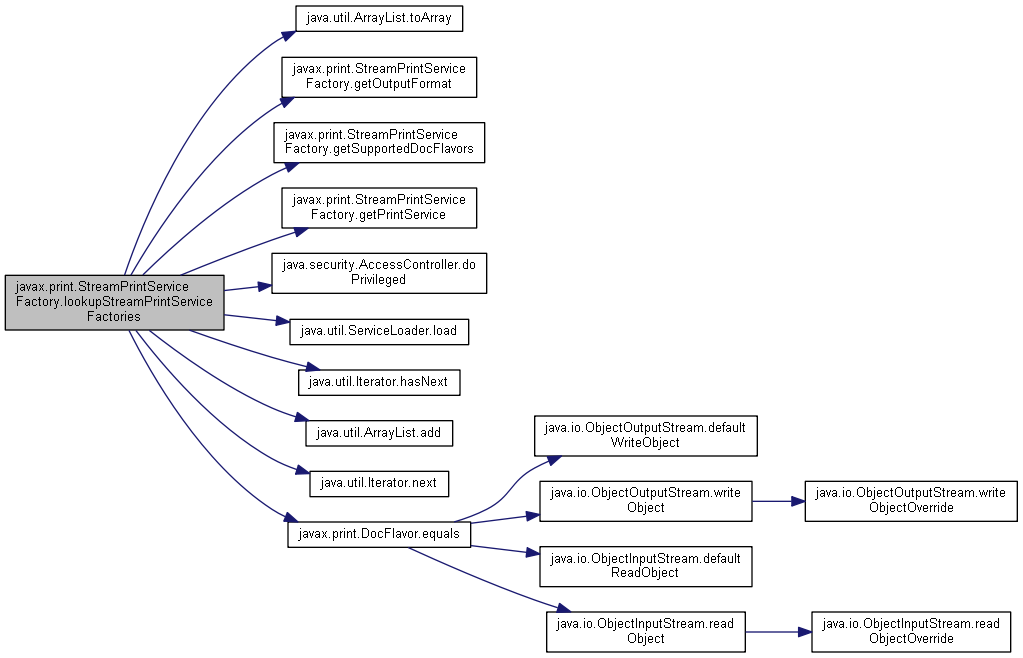 java.util.ArrayList.toArray
javax.print.StreamPrintService
Factory.getOutputFormat
javax.print.StreamPrintService
Factory.getSupportedDocFlavors
javax.print.StreamPrintService
Factory.getPrintService
java.security.AccessController.do
Privileged
javax.print.StreamPrintService
Factory.lookupStreamPrintService
Factories
java.util.ServiceLoader.load
java.util.Iterator.hasNext
java.util.ArrayList.add
java.util.Iterator.next
javax.print.DocFlavor.equals
java.io.ObjectOutputStream.default
WriteObject
java.io.ObjectOutputStream.write
Object
java.io.ObjectOutputStream.write
ObjectOverride
java.io.ObjectInputStream.default
ReadObject
java.io.ObjectInputStream.read
Object
java.io.ObjectInputStream.read
ObjectOverride